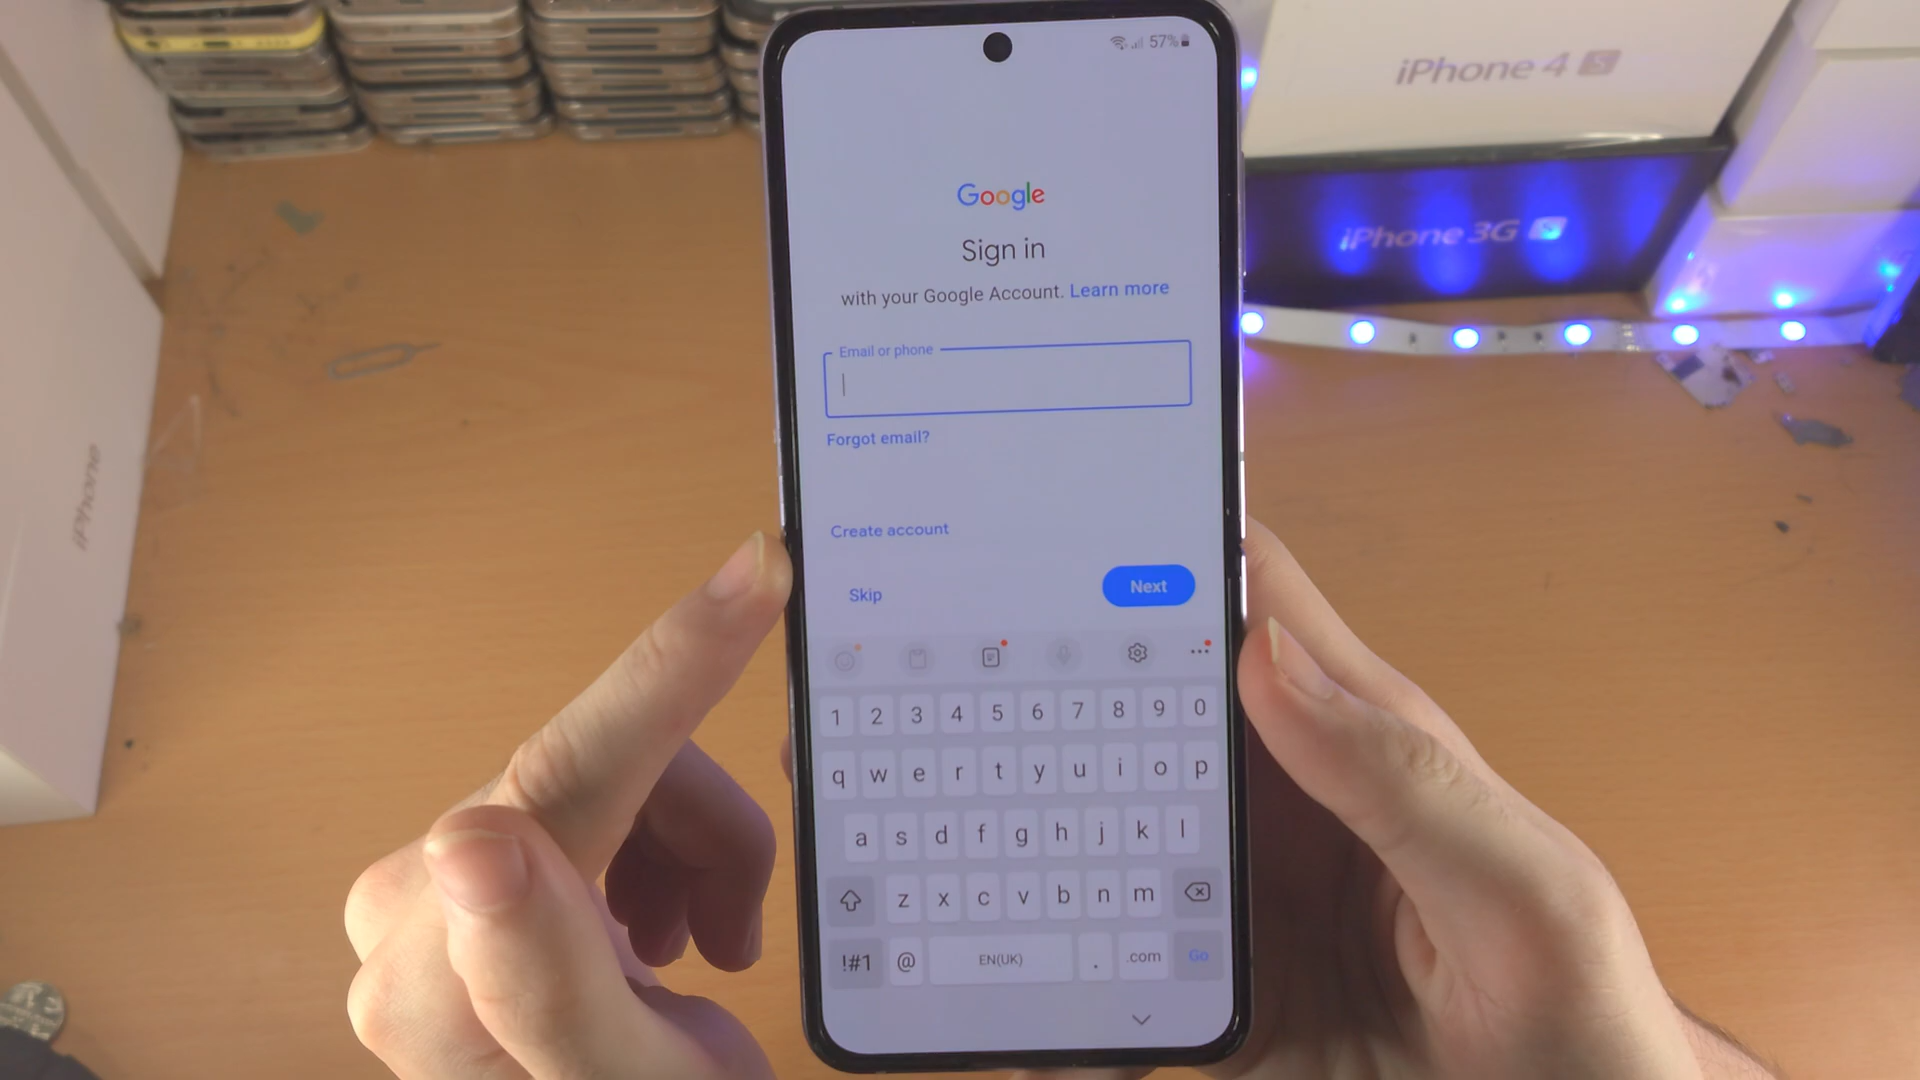 57%
iPhone 4 S
Google
Sign in
iPhone 3G S
with your Google Account. Learn more
Email or phone
Forgot email?
iPhone
Create account
Skip
Next
1 2 3 4 5 6 7 8 9 0
q w e r t y u i o p
a s d f g h j k l
z x c v b n m
!#1 @ EN(UK) . .com Go